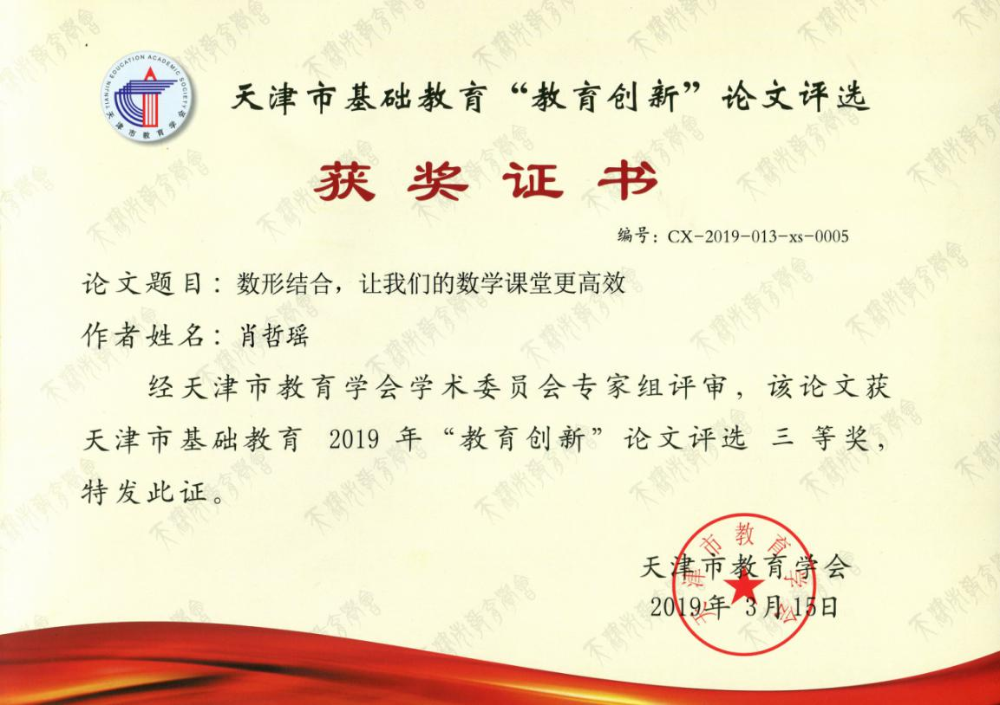 TIANJIN EDUCATION ACADEMIC SOCIETY
天津市教育学会
天津市基础教育“教育创新”论文评选
获奖证书
编号：CX-2019-013-xs-0005
论文题目：数形结合，让我们的数学课堂更高效
作者姓名：肖哲瑶
经天津市教育学会学术委员会专家组评审，该论文获
天津市基础教育 2019 年“教育创新”论文评选 三 等奖，
特发此证。
天津市教育学会
2019年 3月 15日
天津市教育学会